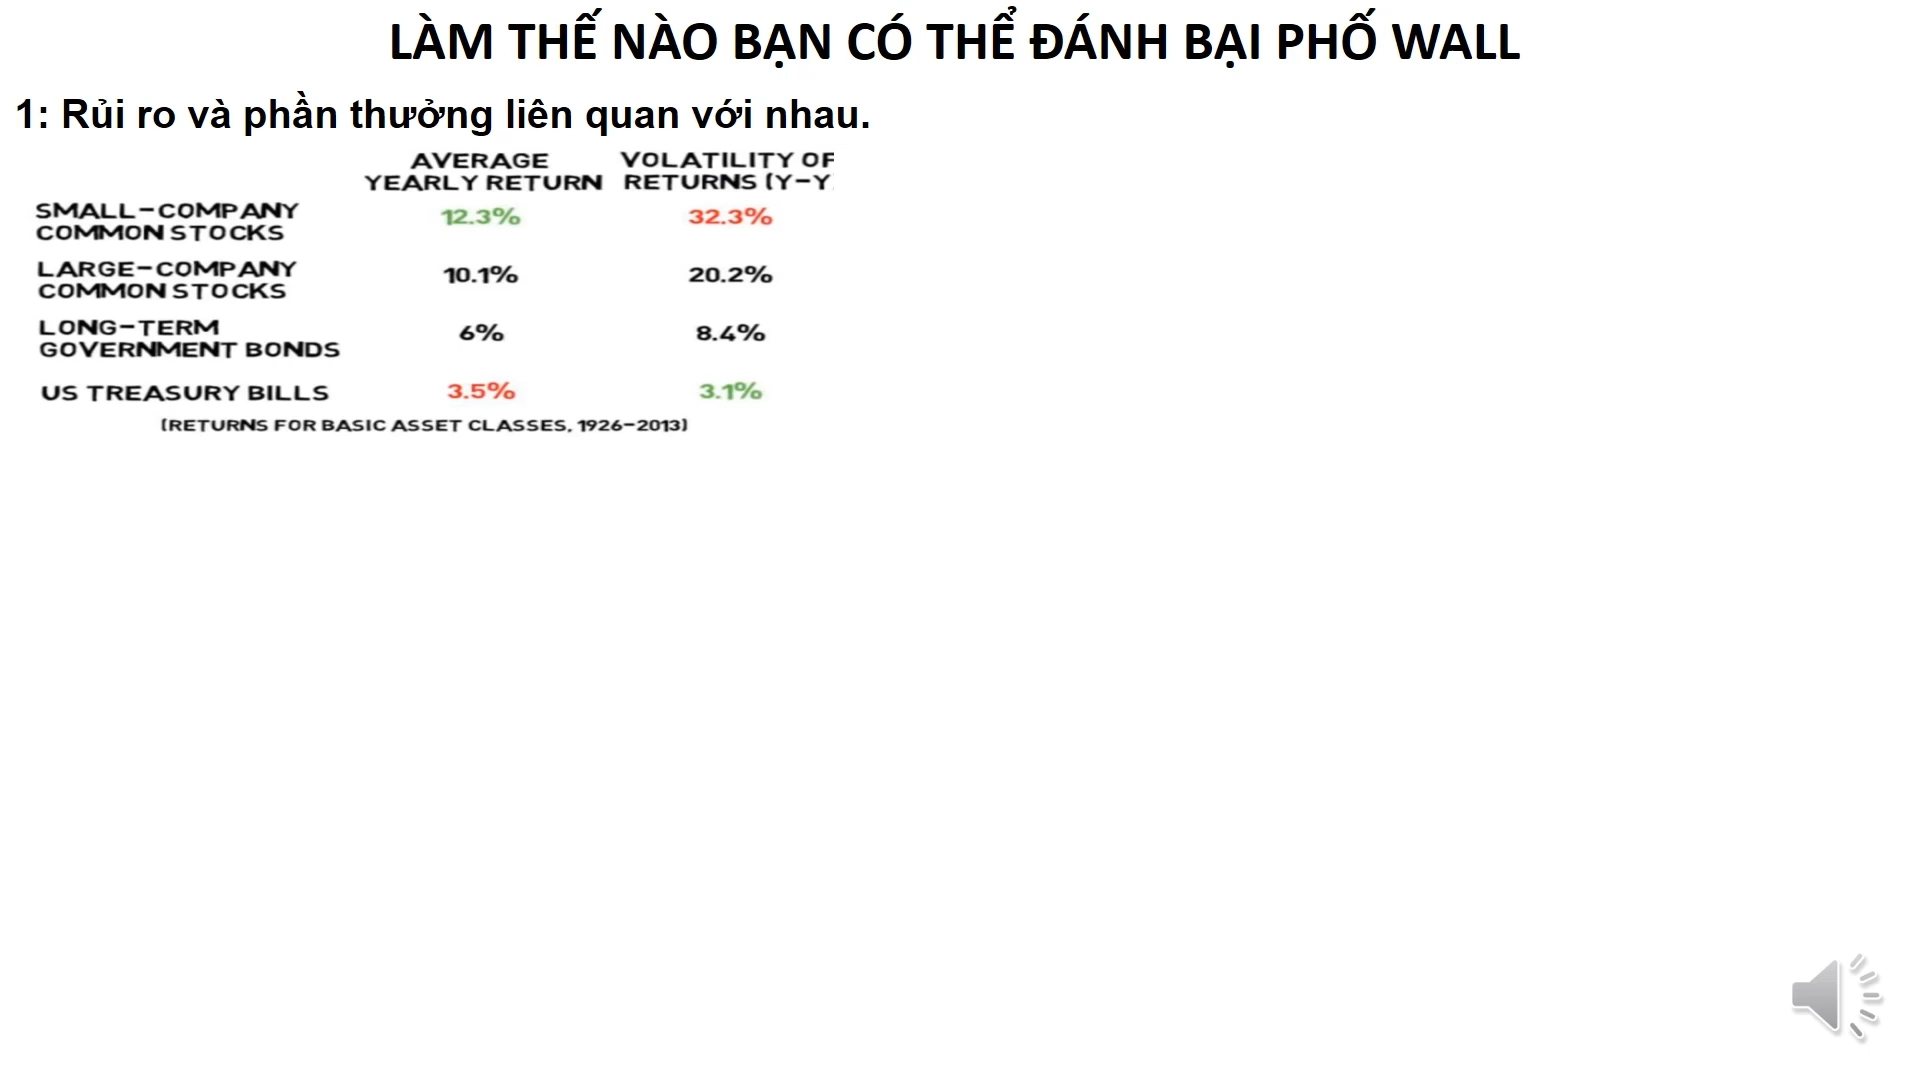 LÀM THẾ NÀO BẠN CÓ THỂ ĐÁNH BẠI PHỐ WALL
1: Rủi ro và phần thưởng liên quan với nhau.
AVERAGE YEARLY RETURN VOLATILITY OF RETURNS (Y-Y
SMALL-COMPANY COMMON STOCKS 12.3% 32.3%
LARGE-COMPANY COMMON STOCKS 10.1% 20.2%
LONG-TERM GOVERNMENT BONDS 6% 8.4%
US TREASURY BILLS 3.5% 3.1%
(RETURNS FOR BASIC ASSET CLASSES, 1926-2013)